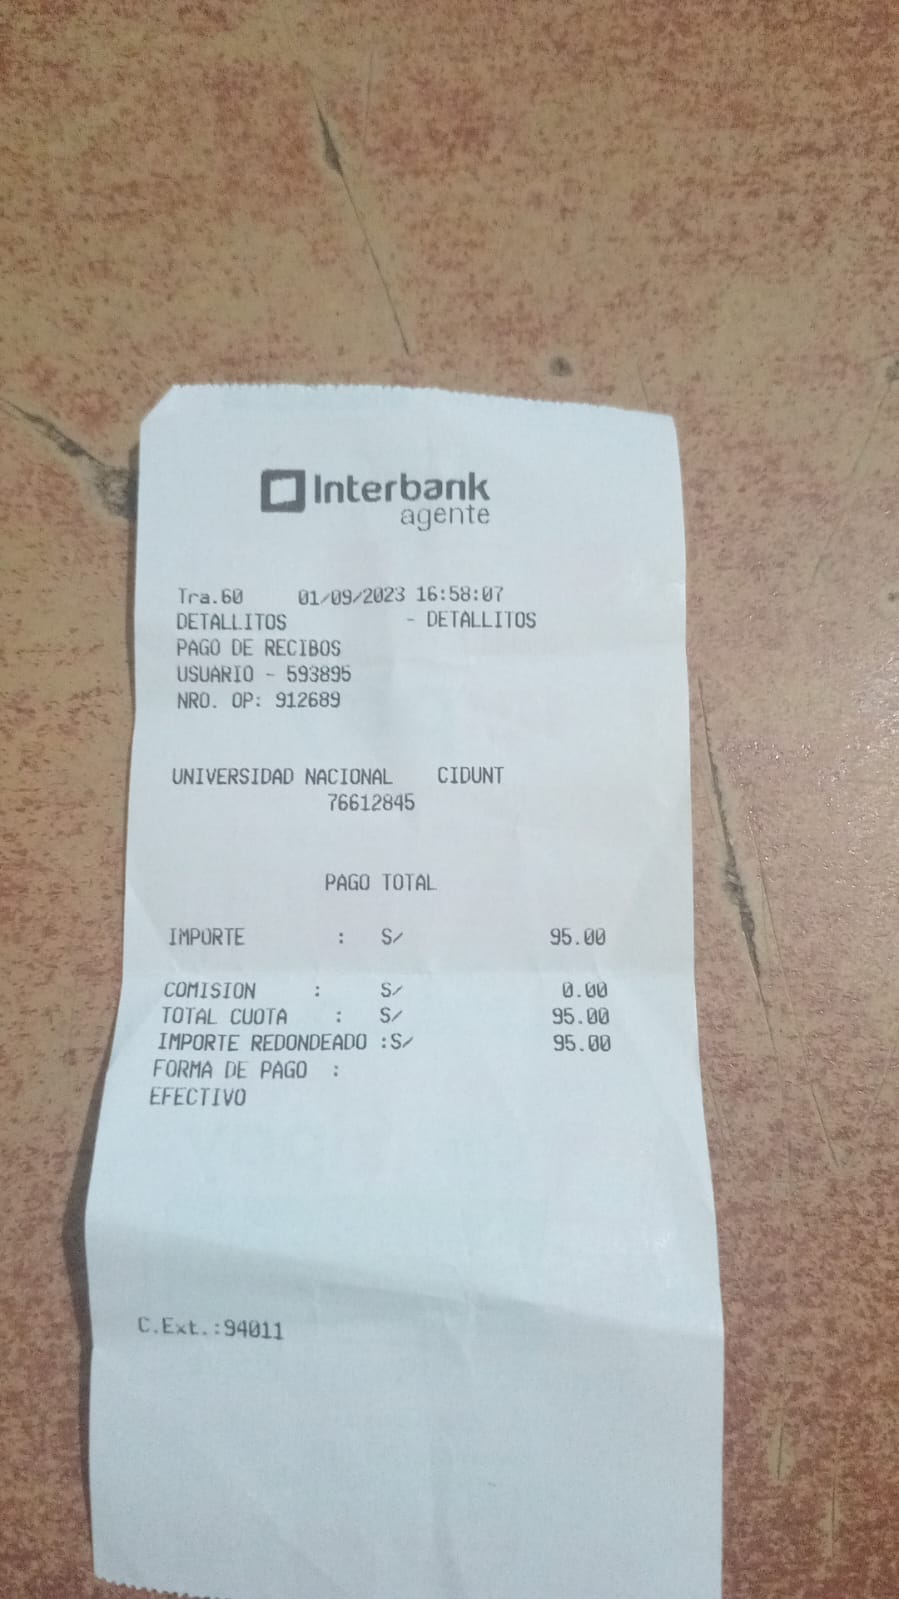 Interbank
agente
Tra.60 01/09/2023 16:58:07
DETALLITOS - DETALLITOS
PAGO DE RECIBOS
USUARIO - 593895
NRO. OP: 912689
UNIVERSIDAD NACIONAL CIDUNT
76612845
PAGO TOTAL
IMPORTE : S/ 95.00
COMISION : S/ 0.00
TOTAL CUOTA : S/ 95.00
IMPORTE REDONDEADO :S/ 95.00
FORMA DE PAGO :
EFECTIVO
C.Ext.:94011